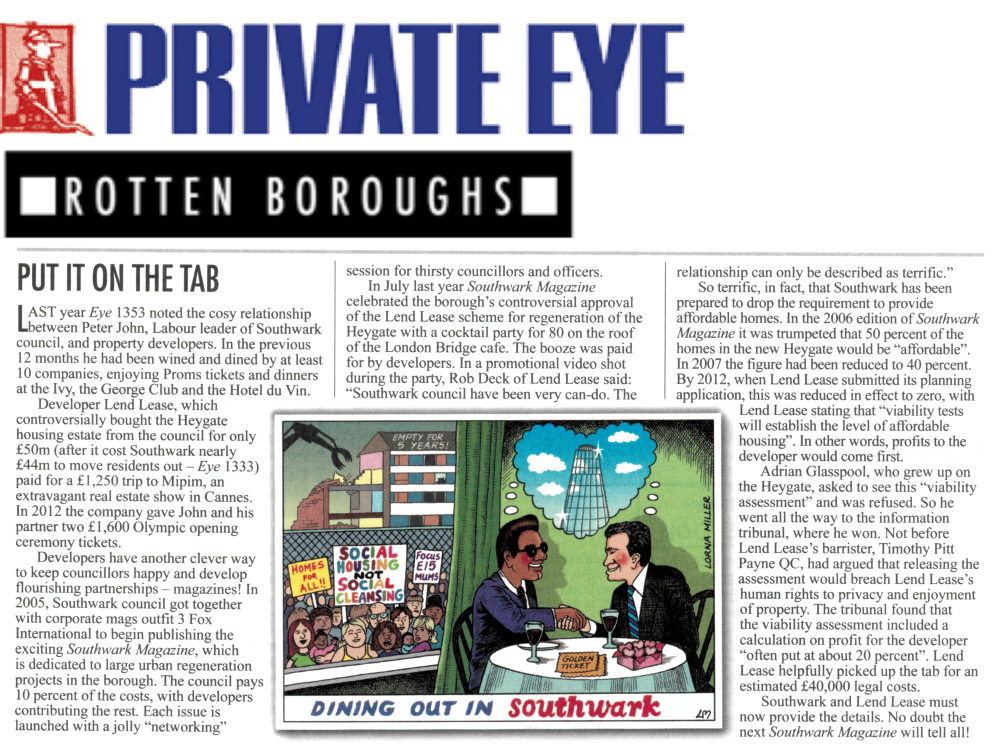 PRIVATE EYE
ROTTEN BOROUGHS
PUT IT ON THE TAB
LAST year Eye 1353 noted the cosy relationship
between Peter John, Labour leader of Southwark
council, and property developers. In the previous
12 months he had been wined and dined by at least
10 companies, enjoying Proms tickets and dinners
at the Ivy, the George Club and the Hotel du Vin.
Developer Lend Lease, which
controversially bought the Heygate
housing estate from the council for only
£50m (after it cost Southwark nearly
£44m to move residents out – Eye 1333)
paid for a £1,250 trip to Mipim, an
extravagant real estate show in Cannes.
In 2012 the company gave John and his
partner two £1,600 Olympic opening
ceremony tickets.
Developers have another clever way
to keep councillors happy and develop
flourishing partnerships – magazines! In
2005, Southwark council got together
with corporate mags outfit 3 Fox
International to begin publishing the
exciting Southwark Magazine, which
is dedicated to large urban regeneration
projects in the borough. The council pays
10 percent of the costs, with developers
contributing the rest. Each issue is
launched with a jolly “networking”
session for thirsty councillors and officers.
In July last year Southwark Magazine
celebrated the borough's controversial approval
of the Lend Lease scheme for regeneration of the
Heygate with a cocktail party for 80 on the roof
of the London Bridge cafe. The booze was paid
for by developers. In a promotional video shot
during the party, Rob Deck of Lend Lease said:
“Southwark council have been very can-do. The
relationship can only be described as terrific.”
So terrific, in fact, that Southwark has been
prepared to drop the requirement to provide
affordable homes. In the 2006 edition of Southwark
Magazine it was trumpeted that 50 percent of the
homes in the new Heygate would be “affordable”.
In 2007 the figure had been reduced to 40 percent.
By 2012, when Lend Lease submitted its planning
application, this was reduced in effect to zero, with
Lend Lease stating that “viability tests
will establish the level of affordable
housing”. In other words, profits to the
developer would come first.
Adrian Glasspool, who grew up on
the Heygate, asked to see this “viability
assessment” and was refused. So he
went all the way to the information
tribunal, where he won. Not before
Lend Lease's barrister, Timothy Pitt
Payne QC, had argued that releasing the
assessment would breach Lend Lease's
human rights to privacy and enjoyment
of property. The tribunal found that
the viability assessment included a
calculation on profit for the developer
“often put at about 20 percent”. Lend
Lease helpfully picked up the tab for an
estimated £40,000 legal costs.
Southwark and Lend Lease must
now provide the details. No doubt the
next Southwark Magazine will tell all!
EMPTY FOR
5 YEARS!
HOMES
FOR
ALL!!
SOCIAL
HOUSING
NOT
SOCIAL
CLEANSING
FOCUS
E15
MUMS
GOLDEN
TICKET
LORNA MILLER
DINING OUT IN Southwark
LM